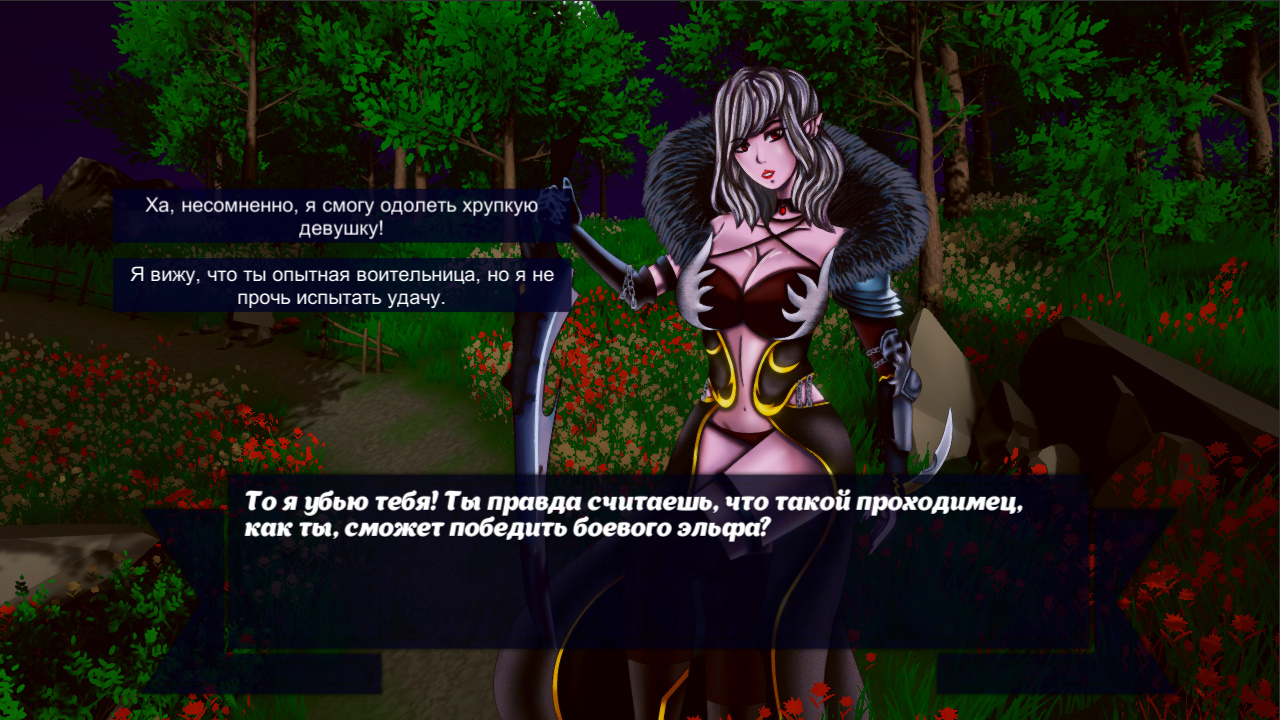 Ха, несомненно, я смогу одолеть хрупкую
девушку!
Я вижу, что ты опытная воительница, но я не
прочь испытать удачу.
То я убью тебя! Ты правда считаешь, что такой проходимец,
как ты, сможет победить боевого эльфа?